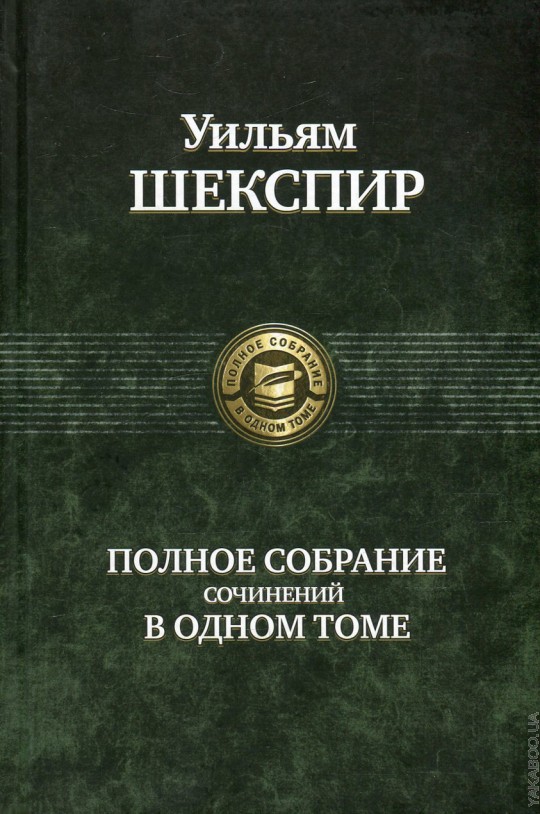 Уильям
ШЕКСПИР
ПОЛНОЕ СОБРАНИЕ
В ОДНОМ ТОМЕ
ПОЛНОЕ СОБРАНИЕ
СОЧИНЕНИЙ
В ОДНОМ ТОМЕ
YAKABOO.UA